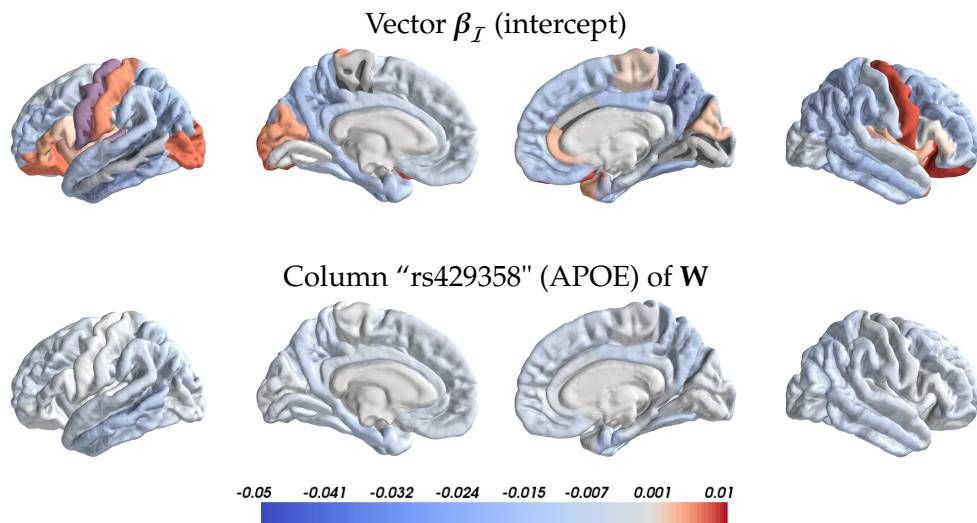 Vector β_ℐ (intercept)
Column “rs429358" (APOE) of W
-0.05 -0.041 -0.032 -0.024 -0.015 -0.007 0.001 0.01